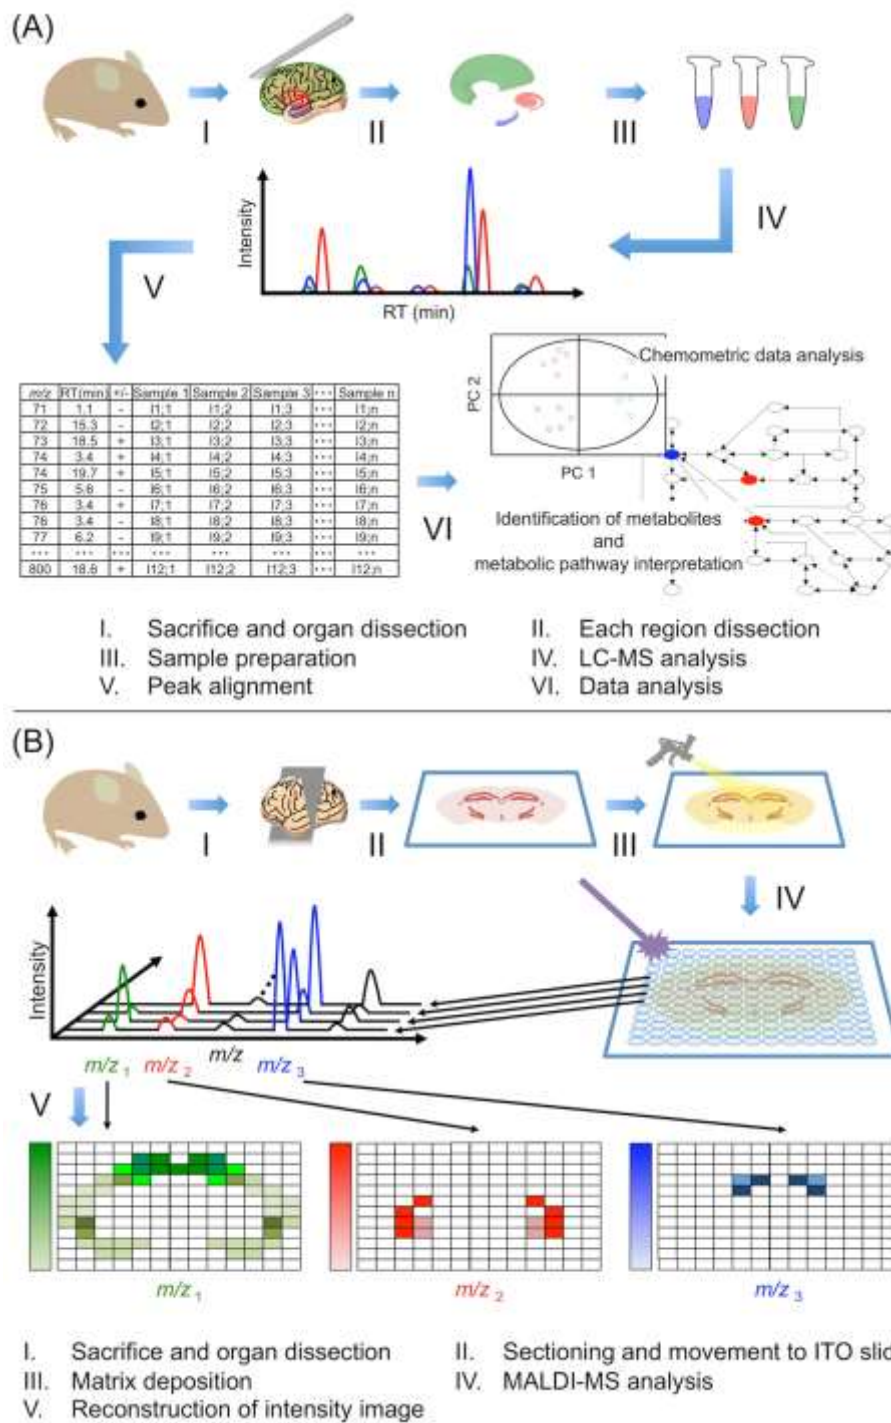 (A)
I
II
III
IV
Intensity
RT (min)
V
Chemometric data analysis
PC 2
PC 1
m/z RT(min) +/- Sample 1 Sample 2 Sample 3 ··· Sample n
71 1.1 - I1;1 I1;2 I1;3 ··· I1;n
72 15.3 - I2;1 I2;2 I2;3 ··· I2;n
73 18.5 + I3;1 I3;2 I3;3 ··· I3;n
74 3.4 + I4;1 I4;2 I4;3 ··· I4;n
74 19.7 + I5;1 I5;2 I5;3 ··· I5;n
75 5.6 - I6;1 I6;2 I6;3 ··· I6;n
76 3.4 + I7;1 I7;2 I7;3 ··· I7;n
76 3.4 - I8;1 I8;2 I8;3 ··· I8;n
77 6.2 - I9;1 I9;2 I9;3 ··· I9;n
··· ··· ··· ··· ··· ··· ··· ···
800 18.6 + I12;1 I12;2 I12;3 ··· I12;n
VI
Identification of metabolites
and
metabolic pathway interpretation
I. Sacrifice and organ dissection
II. Each region dissection
III. Sample preparation
IV. LC-MS analysis
V. Peak alignment
VI. Data analysis
(B)
I
II
III
IV
Intensity
m/z
m/z 1
m/z 2
m/z 3
V
m/z 1
m/z 2
m/z 3
I. Sacrifice and organ dissection
II. Sectioning and movement to ITO slid
III. Matrix deposition
IV. MALDI-MS analysis
V. Reconstruction of intensity image